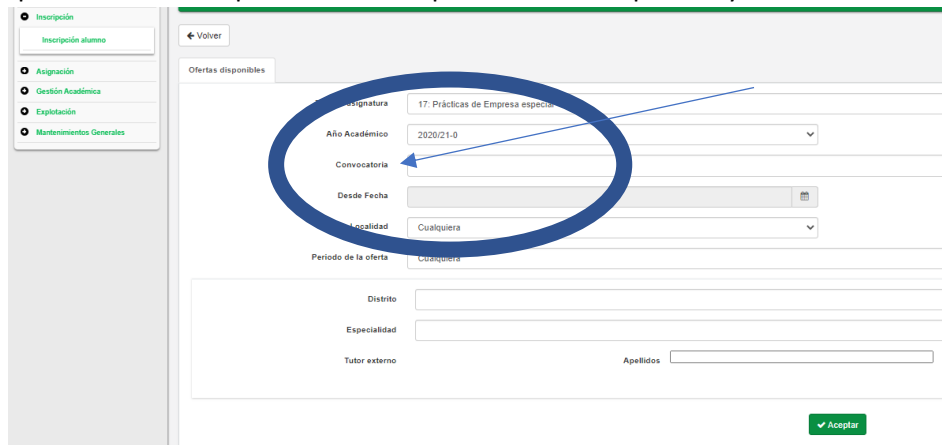 Inscripción
Inscripción alumno
Asignación
Gestión Académica
Explotación
Mantenimientos Generales
Volver
Ofertas disponibles
asignatura 17: Prácticas de Empresa especial
Año Académico 2020/21-0
Convocatoria
Desde Fecha
Localidad Cualquiera
Periodo de la oferta Cualquiera
Distrito
Especialidad
Tutor externo Apellidos
Aceptar